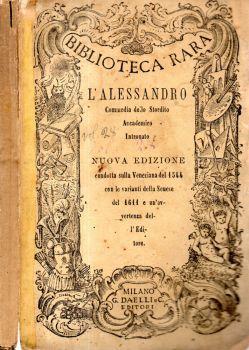 BIBLIOTECA RARA
L'ALESSANDRO
Commedia dello Stordito
Accademico
Intronato
NUOVA EDIZIONE
condotta sulla Veneziana del 1544
con le varianti della Senese
del 1611 e un'av-
vertenza del-
l'Edi-
tore.
MILANO
G. DAELLI e C.
EDITORI